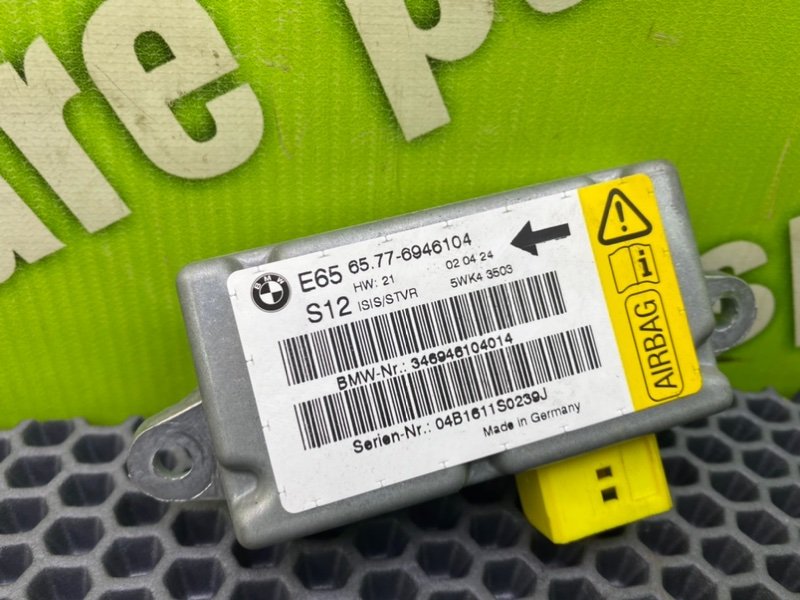 are p
s
BMW
E65 65.77-6946104
HW: 21 02 04 24
S12 ISIS/STVR 5WK4 3503
BMW-Nr.: 346946104014
Serien-Nr.: 04B1611S0239J
Made in Germany
AIRBAG